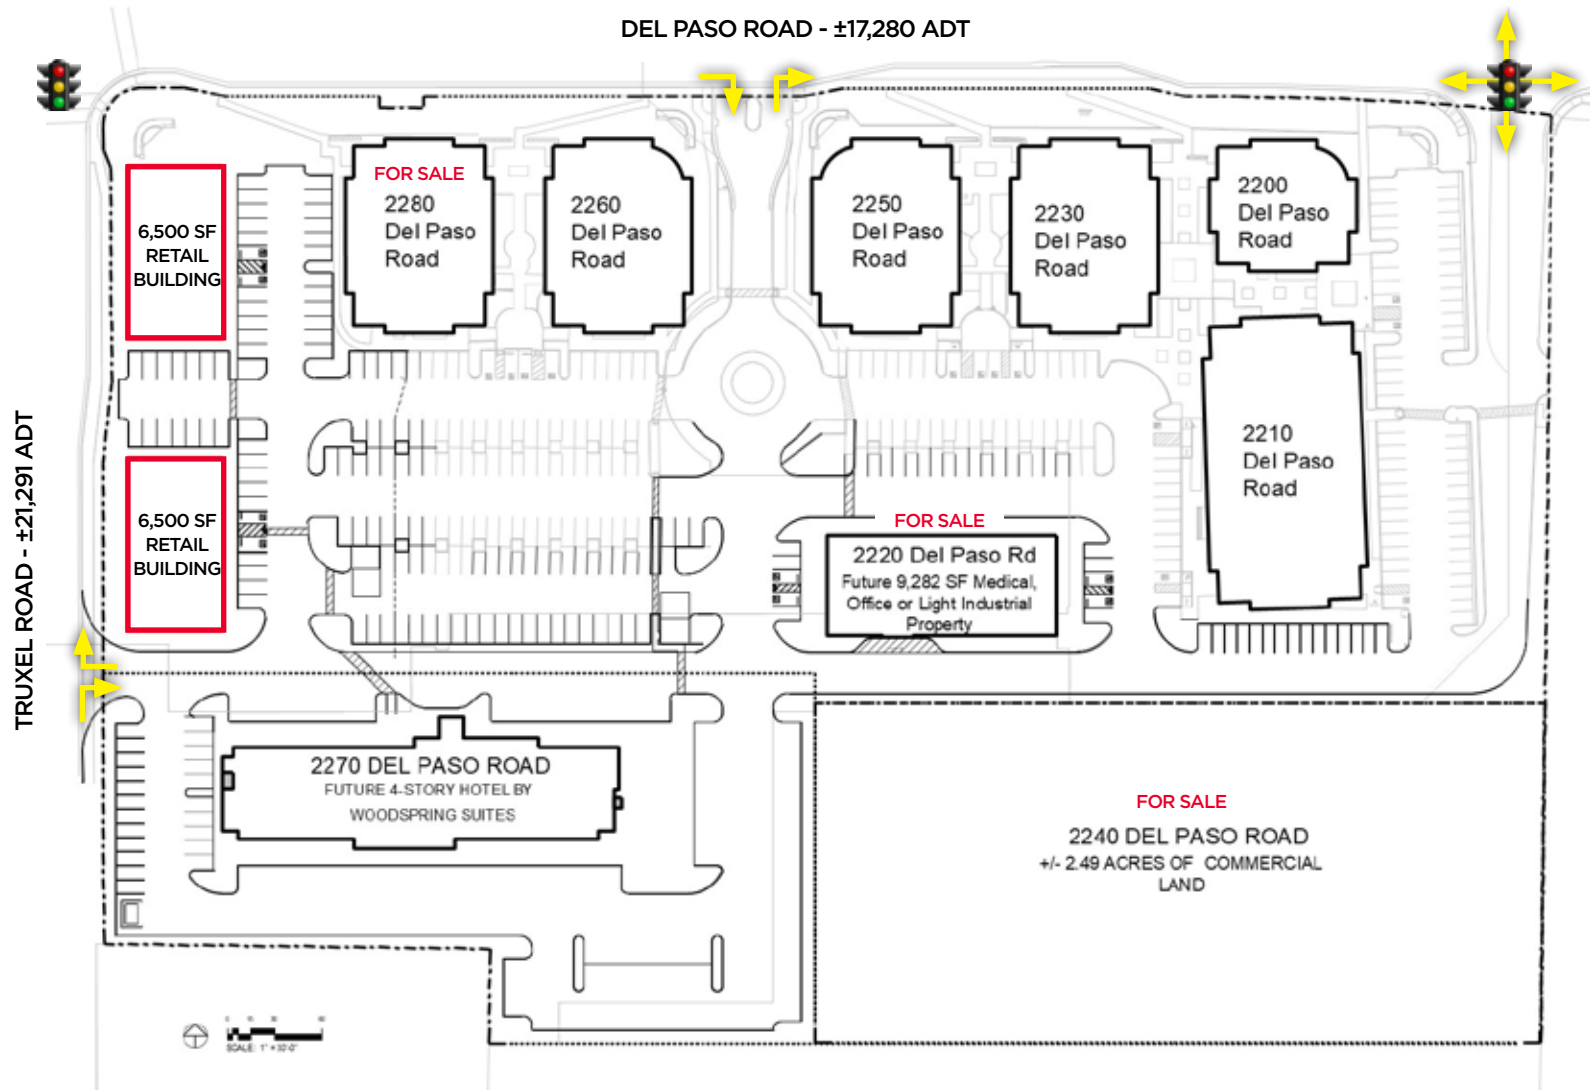 DEL PASO ROAD - ±17,280 ADT
FOR SALE
2280
Del Paso
Road
2260
Del Paso
Road
2250
Del Paso
Road
2230
Del Paso
Road
2200
Del Paso
Road
6,500 SF
RETAIL
BUILDING
TRUXEL ROAD - ±21,291 ADT
2210
Del Paso
Road
6,500 SF
RETAIL
BUILDING
FOR SALE
2220 Del Paso Rd
Future 9,282 SF Medical,
Office or Light Industrial
Property
2270 DEL PASO ROAD
FUTURE 4-STORY HOTEL BY
WOODSPRING SUITES
FOR SALE
2240 DEL PASO ROAD
+/- 2.49 ACRES OF COMMERCIAL
LAND
SCALE: